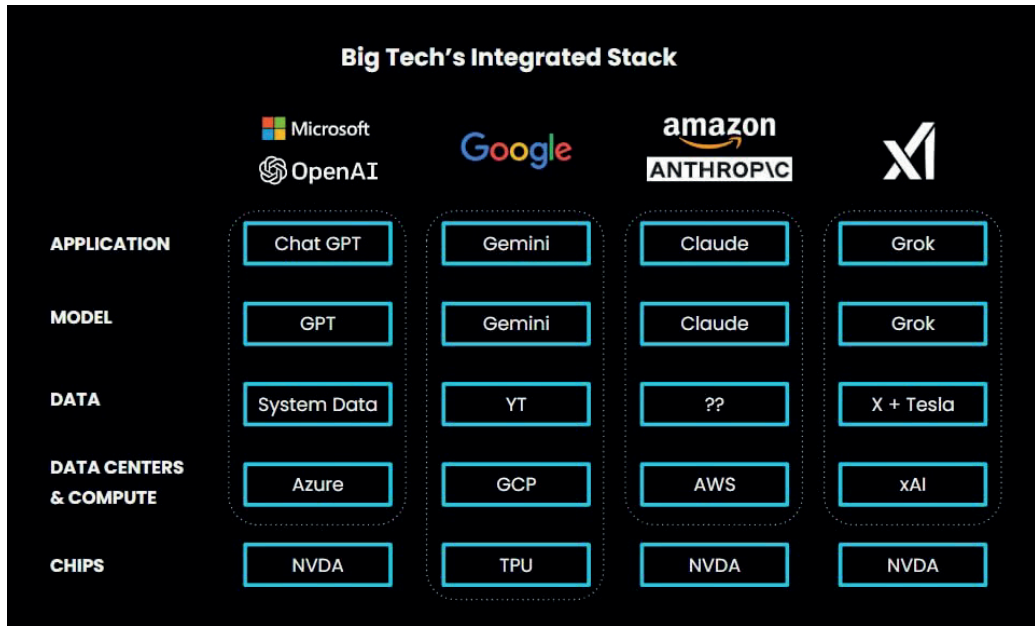 Big Tech's Integrated Stack
Microsoft
OpenAI
Google
amazon
ANTHROP\C
xI
APPLICATION
Chat GPT
Gemini
Claude
Grok
MODEL
GPT
Gemini
Claude
Grok
DATA
System Data
YT
??
X + Tesla
DATA CENTERS
& COMPUTE
Azure
GCP
AWS
xAI
CHIPS
NVDA
TPU
NVDA
NVDA